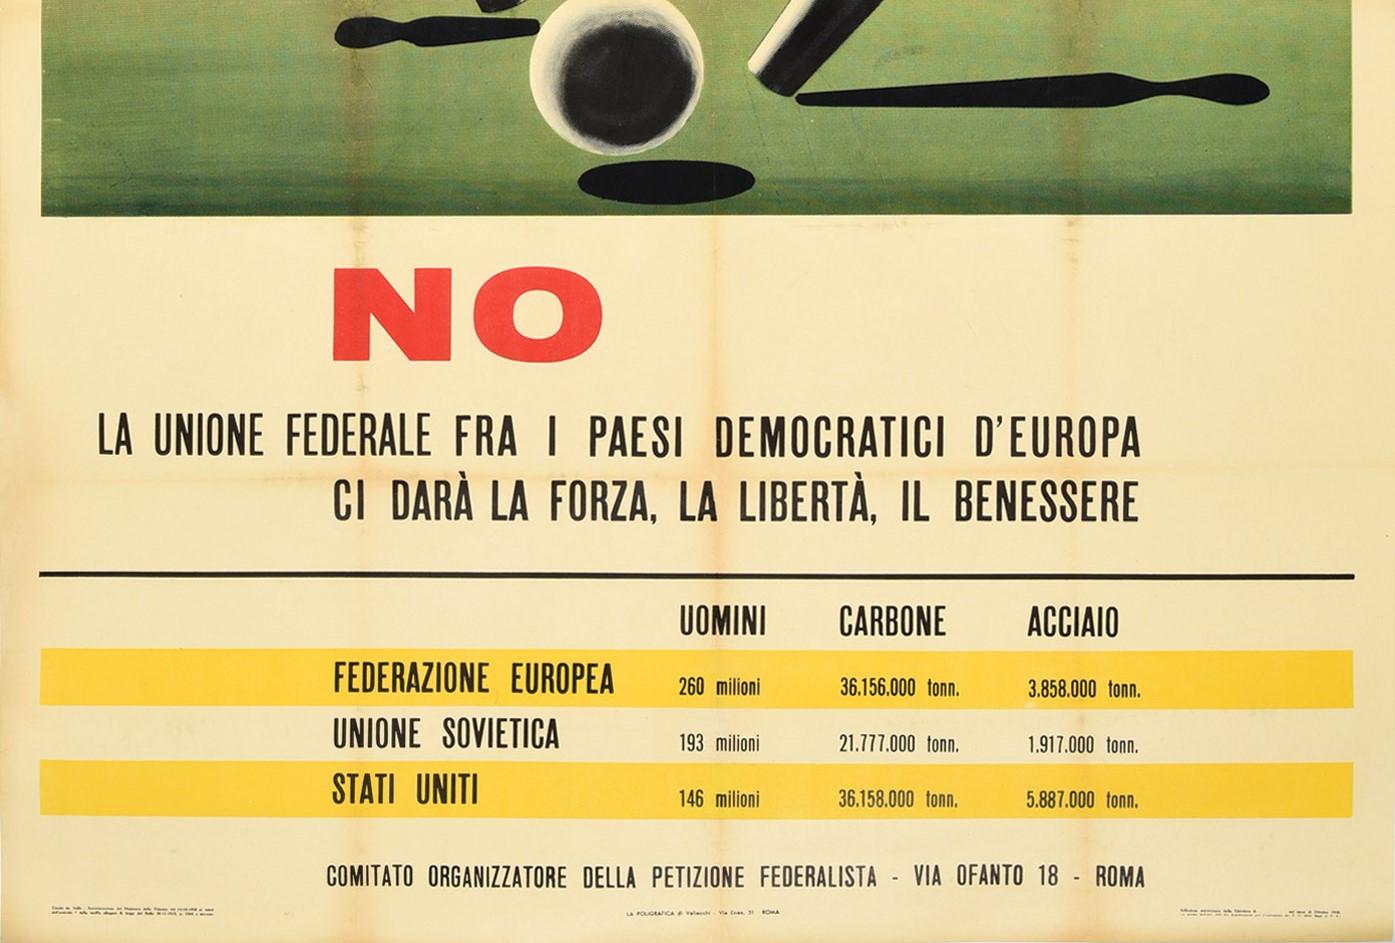 NO
LA UNIONE FEDERALE FRA I PAESI DEMOCRATICI D'EUROPA
CI DARÀ LA FORZA, LA LIBERTÀ, IL BENESSERE
UOMINI CARBONE ACCIAIO
FEDERAZIONE EUROPEA 260 milioni 36.156.000 tonn. 3.858.000 tonn.
UNIONE SOVIETICA 193 milioni 21.777.000 tonn. 1.917.000 tonn.
STATI UNITI 146 milioni 36.158.000 tonn. 5.887.000 tonn.
COMITATO ORGANIZZATORE DELLA PETIZIONE FEDERALISTA - VIA OFANTO 18 - ROMA
LA POLIGRAFICA di Vallecchi - Via Enea, 51 - ROMA